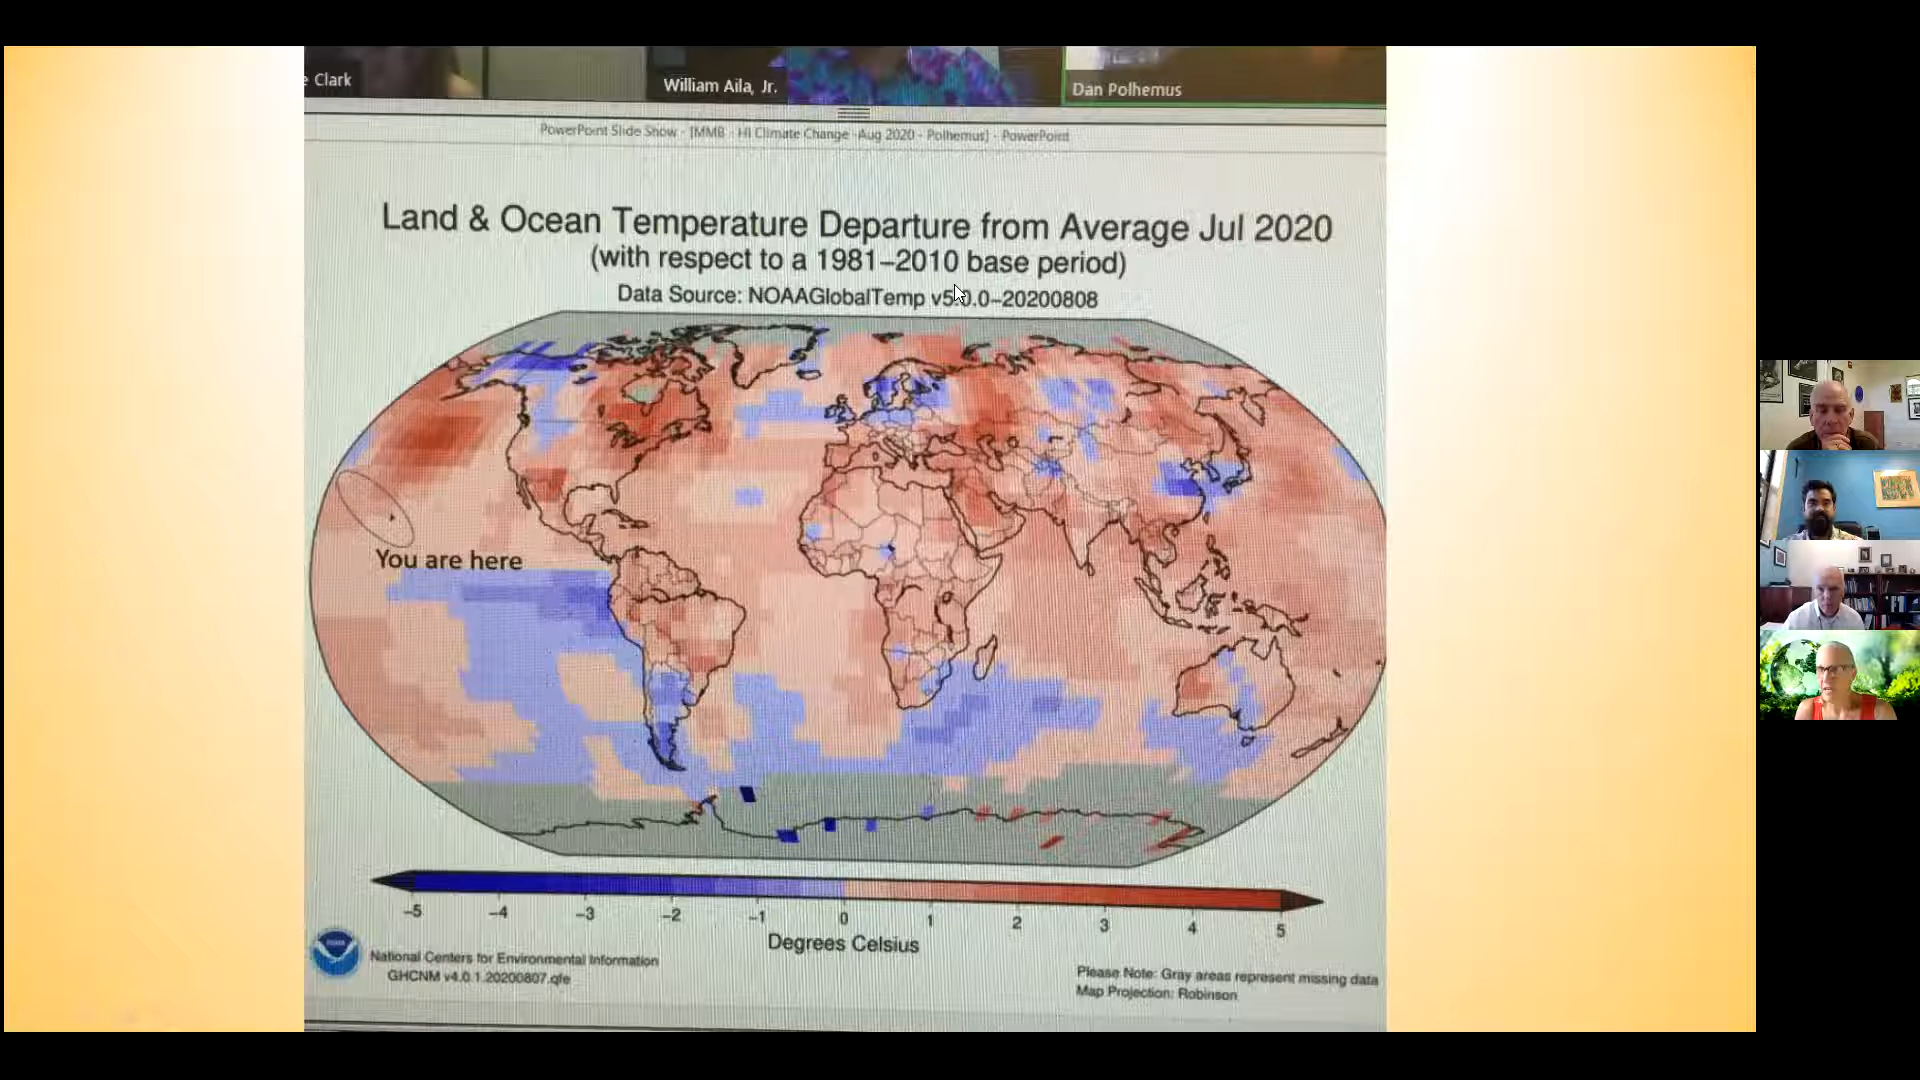 Clark
William Aila, Jr.
Dan Polhemus
PowerPoint Slide Show - [MMB - HI Climate Change -Aug 2020 - Polhemus] - PowerPoint
Land & Ocean Temperature Departure from Average Jul 2020
(with respect to a 1981–2010 base period)
Data Source: NOAAGlobalTemp v5.0.0–20200808
You are here
-5 -4 -3 -2 -1 0 1 2 3 4 5
Degrees Celsius
National Centers for Environmental Information
GHCNM v4.0.1.20200807.qfe
Please Note: Gray areas represent missing data
Map Projection: Robinson